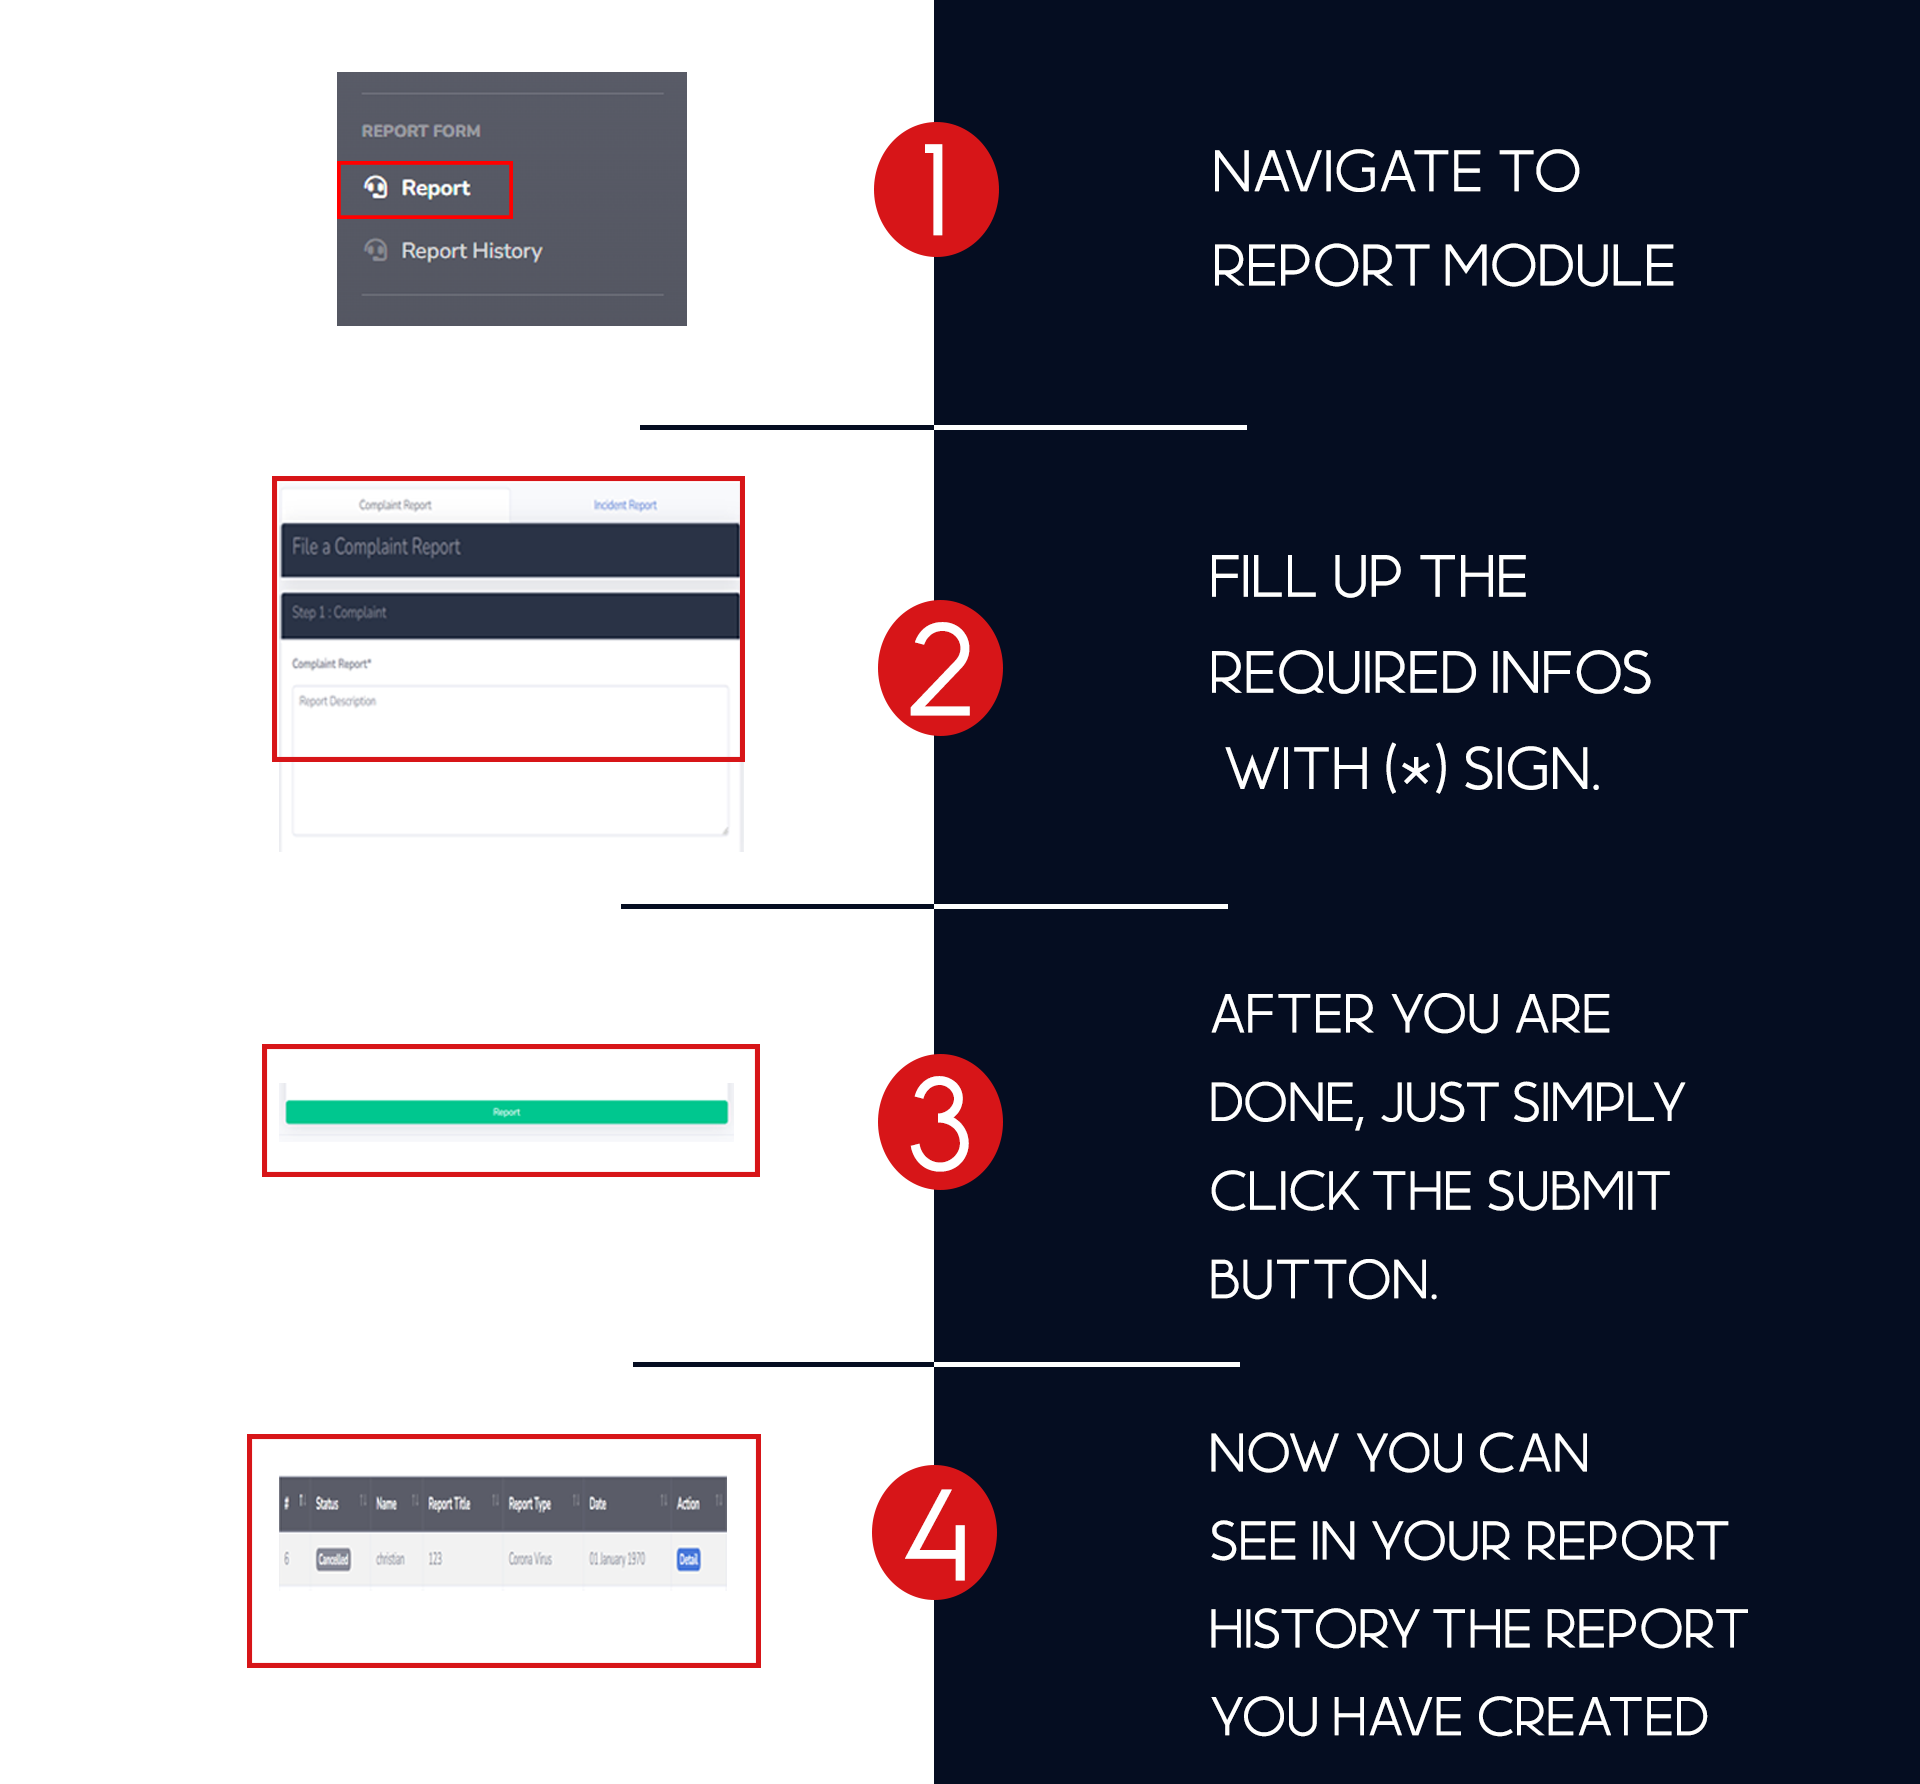 REPORT FORM
Report
Report History
1
NAVIGATE TO
REPORT MODULE
Complaint Report
Incident Report
File a Complaint Report
Step 1 : Complaint
Complaint Report*
Report Description
2
FILL UP THE
REQUIRED INFOS
WITH (*) SIGN.
Report
3
AFTER YOU ARE
DONE, JUST SIMPLY
CLICK THE SUBMIT
BUTTON.
# Status Name Report Title Report Type Date Action
6 Cancelled christian 123 Corona Virus 01 January 1970 Detail
4
NOW YOU CAN
SEE IN YOUR REPORT
HISTORY THE REPORT
YOU HAVE CREATED